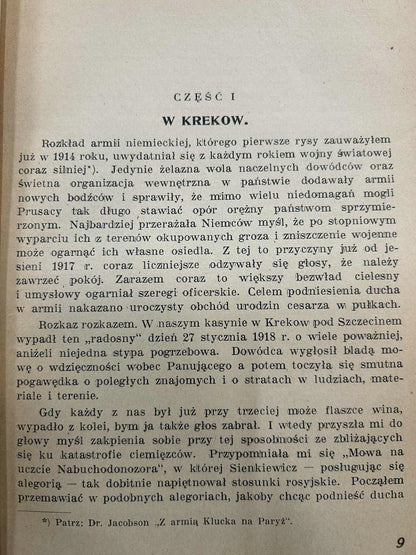 CZĘŚĆ I
W KREKOW.
Rozkład armii niemieckiej, którego pierwsze rysy zauważyłem
już w 1914 roku, uwydatniał się z każdym rokiem wojny światowej
coraz silniej*). Jedynie żelazna wola naczelnych dowódców oraz
świetna organizacja wewnętrzna w państwie dodawały armii
nowych bodźców i sprawiły, że mimo wielu niedomagań mogli
Prusacy tak długo stawiać opór orężny państwom sprzymie-
rzonym. Najbardziej przerażała Niemców myśl, że po stopniowym
wyparciu ich z terenów okupowanych groza i zniszczenie wojenne
może ogarnąć ich własne osiedla. Z tej to przyczyny już od je-
sieni 1917 r. coraz liczniejsze odzywały się głosy, że należy
zawrzeć pokój. Zarazem coraz to większy bezwład cielesny
i umysłowy ogarniał szeregi oficerskie. Celem podniesienia ducha
w armii nakazano uroczysty obchód urodzin cesarza w pułkach.
Rozkaz rozkazem. W naszym kasynie w Krekow pod Szczecinem
wypadł ten „radosny" dzień 27 stycznia 1918 r. o wiele poważniej,
aniżeli niejedna stypa pogrzebowa. Dowódca wygłosił bladą mo-
wę o wdzięczności wobec Panującego a potem toczyła się smutna
pogawędka o poległych znajomych i o stratach w ludziach, mate-
riale i terenie.
Gdy każdy z nas był już przy trzeciej może flaszce wina,
wypadło z kolei, bym ja także głos zabrał. I wtedy przyszła mi do
głowy myśl zakpienia sobie przy tej sposobności ze zbliżających
się ku katastrofie ciemięzców. Przypomniała mi się „Mowa na
uczcie Nabuchodonozora", w której Sienkiewicz — posługując się
alegorią — tak dobitnie napiętnował stosunki rosyjskie. Począłem
przemawiać w podobnych alegoriach, jakoby chcąc podnieść ducha
*) Patrz: Dr. Jacobson „Z armią Klucka na Paryż".
9